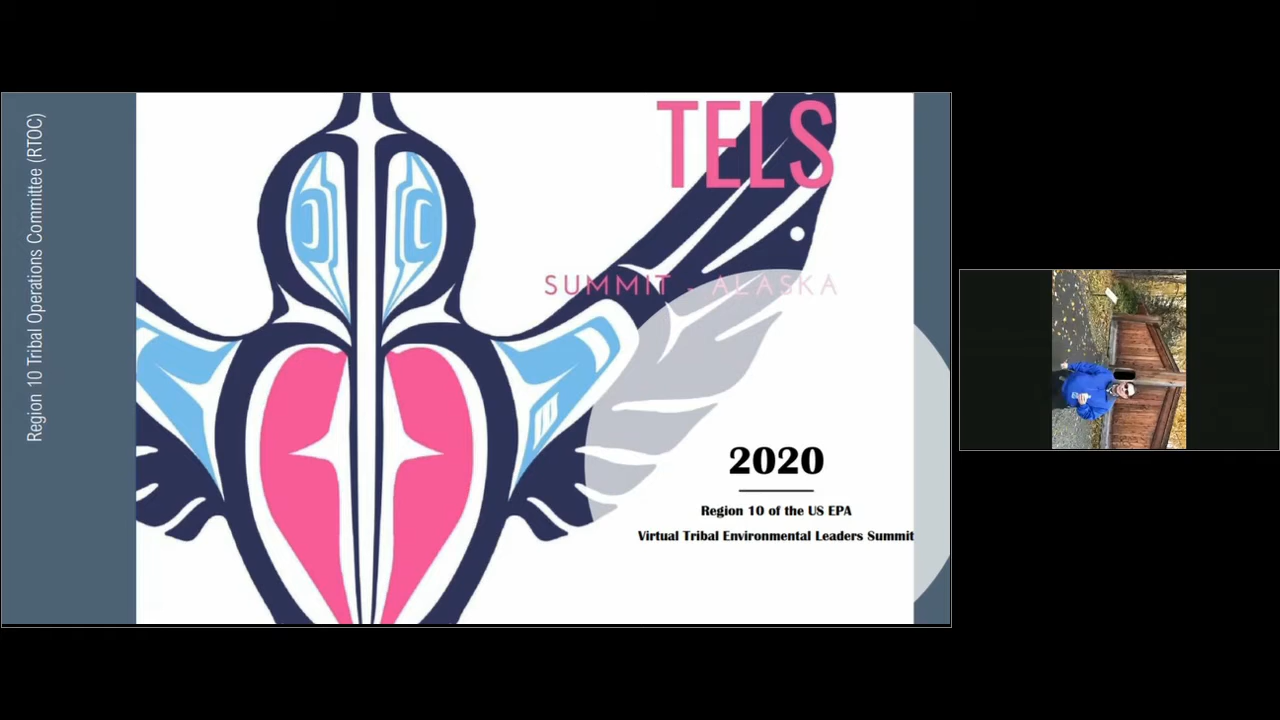 Region 10 Tribal Operations Committee (RTOC)
TELS
SUMMIT - ALASKA
2020
Region 10 of the US EPA
Virtual Tribal Environmental Leaders Summit